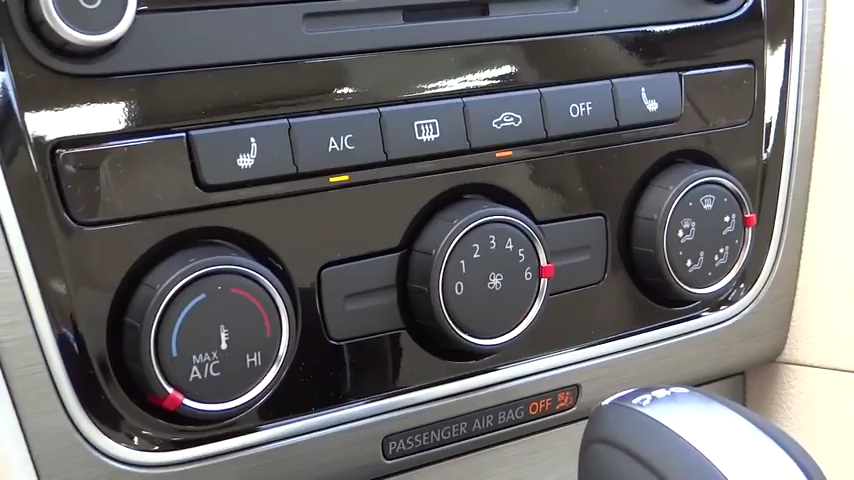 A/C
OFF
0 1 2 3 4 5 6
MAX
A/C
HI
PASSENGER AIR BAG OFF